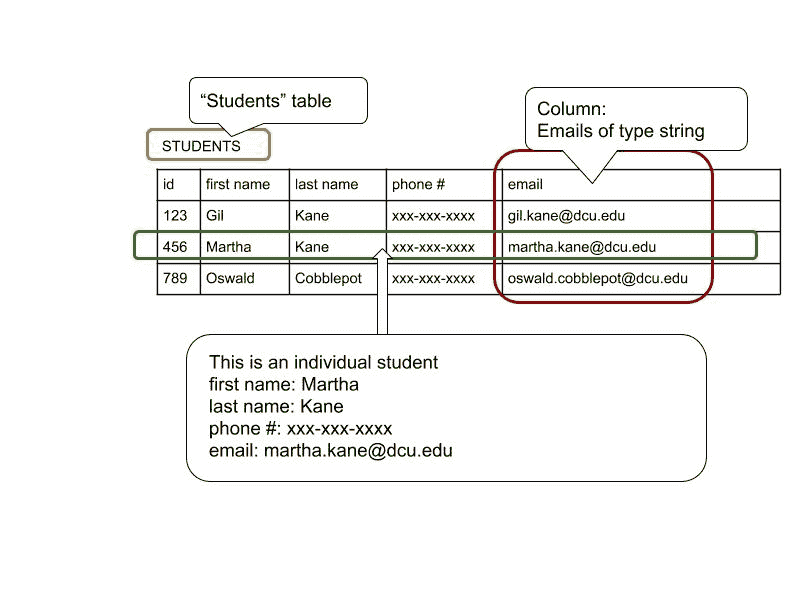 “Students” table
Column:
Emails of type string
STUDENTS
id first name last name phone # email
123 Gil Kane xxx-xxx-xxxx gil.kane@dcu.edu
456 Martha Kane xxx-xxx-xxxx martha.kane@dcu.edu
789 Oswald Cobblepot xxx-xxx-xxxx oswald.cobblepot@dcu.edu
This is an individual student
first name: Martha
last name: Kane
phone #: xxx-xxx-xxxx
email: martha.kane@dcu.edu